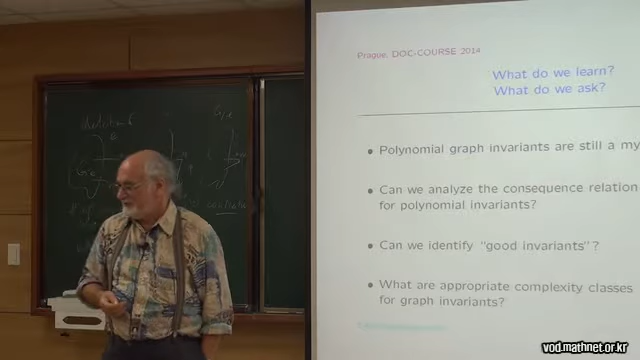 Prague, DOC-COURSE 2014
What do we learn?
What do we ask?
• Polynomial graph invariants are still a my
• Can we analyze the consequence relation
for polynomial invariants?
• Can we identify "good invariants"?
• What are appropriate complexity classes
for graph invariants?
# of
vod.mathnet.or.kr